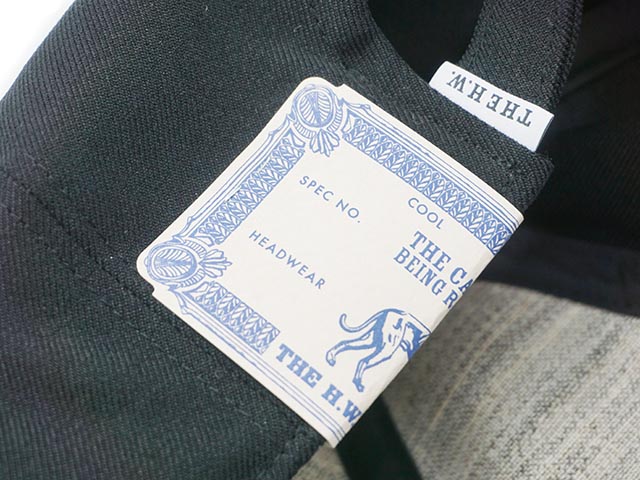 THE H.W.
COOL
SPEC NO.
THE CA
BEING R
HEADWEAR
THE H.W